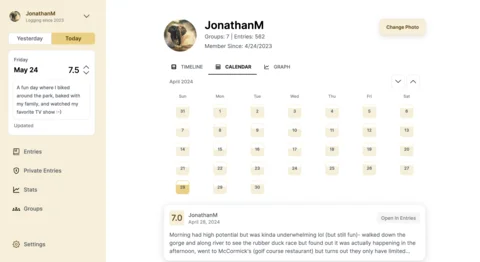 JonathanM
Logging since 2023
Yesterday
Today
Friday
May 24
7.5
A fun day where I biked
around the park, baked with
my family, and watched my
favorite TV show :-)
Updated
Entries
Private Entries
Stats
Groups
Settings
JonathanM
Groups: 7 | Entries: 562
Member Since: 4/24/2023
Change Photo
TIMELINE
CALENDAR
GRAPH
April 2024
Sun Mon Tue Wed Thu Fri Sat
31 1 2 3 4 5 6
7 8 9 10 11 12 13
14 15 16 17 18 19 20
21 22 23 24 25 26 27
28 29 30
7.0
JonathanM
April 28, 2024
Open in Entries
Morning had high potential but was kinda underwhelming lol (but still fun)- walked down the
gorge and along river to see the rubber duck race but found out it was actually happening in the
afternoon, went to McCormick's (golf course restaurant) but turns out they only have limited...